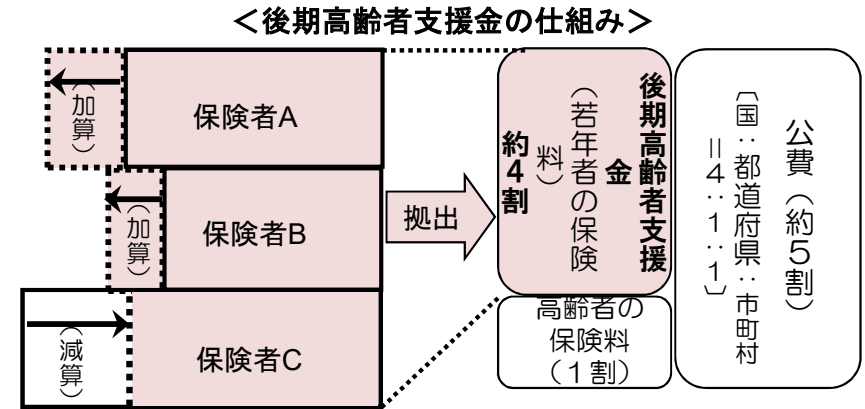 ＜後期高齢者支援金の仕組み＞
（加算）
保険者A
（加算）
保険者B
（減算）
保険者C
拠出
後期高齢者支援
金
（若年者の保険
料）
約４割
高齢者の
保険料
（１割）
公費（約５割）
〔国：都道府県：市町村
＝４：１：１〕